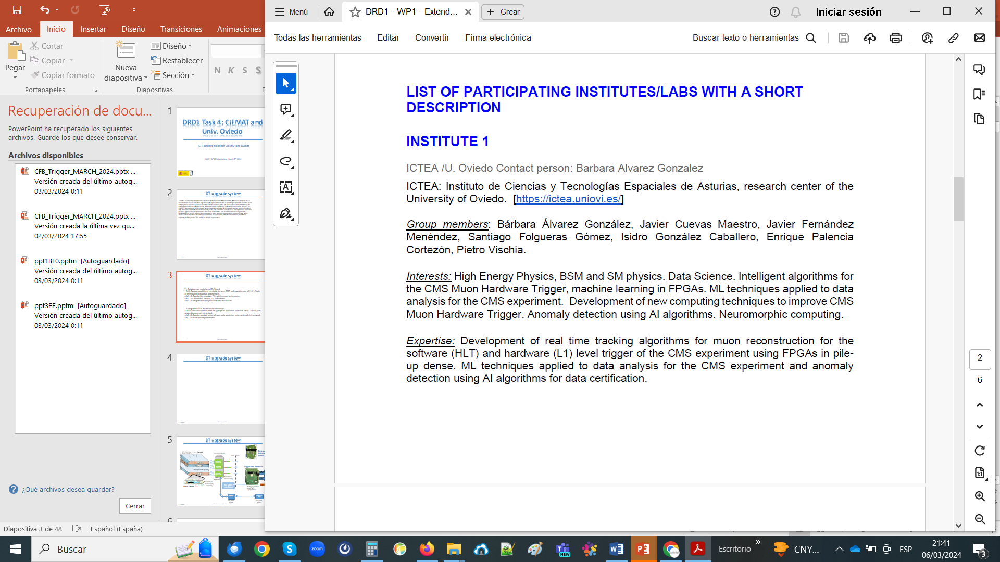 Archivo
Inicio
Insertar
Diseño
Transiciones
Animaciones
Pegar
Cortar
Copiar
Copiar formato
Portapapeles
Nueva
diapositiva
Diseño
Restablecer
Sección
Diapositivas
N K S S
Recuperación de docu...
PowerPoint ha recuperado los siguientes
archivos. Guarde los que desee conservar.
Archivos disponibles
CFB_Trigger_MARCH_2024.pptx ...
Versión creada del último autog...
03/03/2024 0:11
CFB_Trigger_MARCH_2024.pptx ...
Versión creada la última vez qu...
02/03/2024 17:55
ppt1BF0.pptm [Autoguardado]
Versión creada del último autog...
03/03/2024 0:11
ppt3EE.pptm [Autoguardado]
Versión creada del último autog...
03/03/2024 0:11
¿Qué archivos desea guardar?
Cerrar
1
DRD1 Task 4: CIEMAT and
Univ. Oviedo
C. F. Bedoya on behalf CIEMAT and Oviedo
2
DT upgrade system
3
DT upgrade system
4
DT upgrade system
5
DT upgrade system
6
Diapositiva 3 de 48
Español (España)
Menú
DRD1 - WP1 - Extend...
Crear
Iniciar sesión
Todas las herramientas
Editar
Convertir
Firma electrónica
Buscar texto o herramientas
LIST OF PARTICIPATING INSTITUTES/LABS WITH A SHORT
DESCRIPTION
INSTITUTE 1
ICTEA /U. Oviedo Contact person: Barbara Alvarez Gonzalez
ICTEA: Instituto de Ciencias y Tecnologías Espaciales de Asturias, research center of the
University of Oviedo. [https://ictea.uniovi.es/]
Group members: Bárbara Álvarez González, Javier Cuevas Maestro, Javier Fernández
Menéndez, Santiago Folgueras Gómez, Isidro González Caballero, Enrique Palencia
Cortezón, Pietro Vischia.
Interests: High Energy Physics, BSM and SM physics. Data Science. Intelligent algorithms for
the CMS Muon Hardware Trigger, machine learning in FPGAs. ML techniques applied to data
analysis for the CMS experiment. Development of new computing techniques to improve CMS
Muon Hardware Trigger. Anomaly detection using AI algorithms. Neuromorphic computing.
Expertise: Development of real time tracking algorithms for muon reconstruction for the
software (HLT) and hardware (L1) level trigger of the CMS experiment using FPGAs in pile-
up dense. ML techniques applied to data analysis for the CMS experiment and anomaly
detection using AI algorithms for data certification.
2
6
1:1
Buscar
zoom
NEW
Escritorio
»
CNY...
ESP
21:41
06/03/2024
3